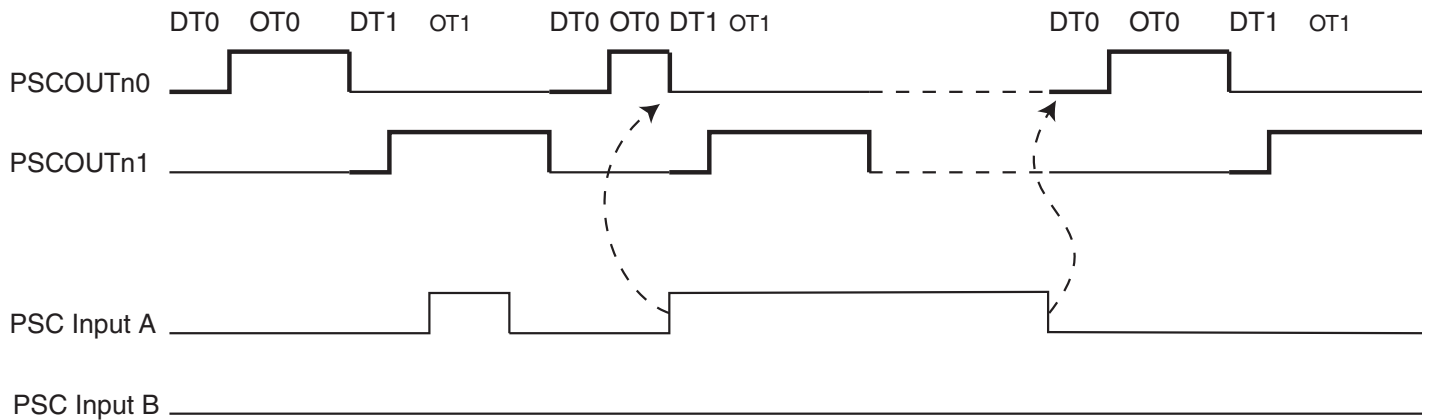 DT0 OT0 DT1 OT1 DT0 OT0 DT1 OT1 DT0 OT0 DT1 OT1
PSCOUTn0
PSCOUTn1
PSC Input A
PSC Input B